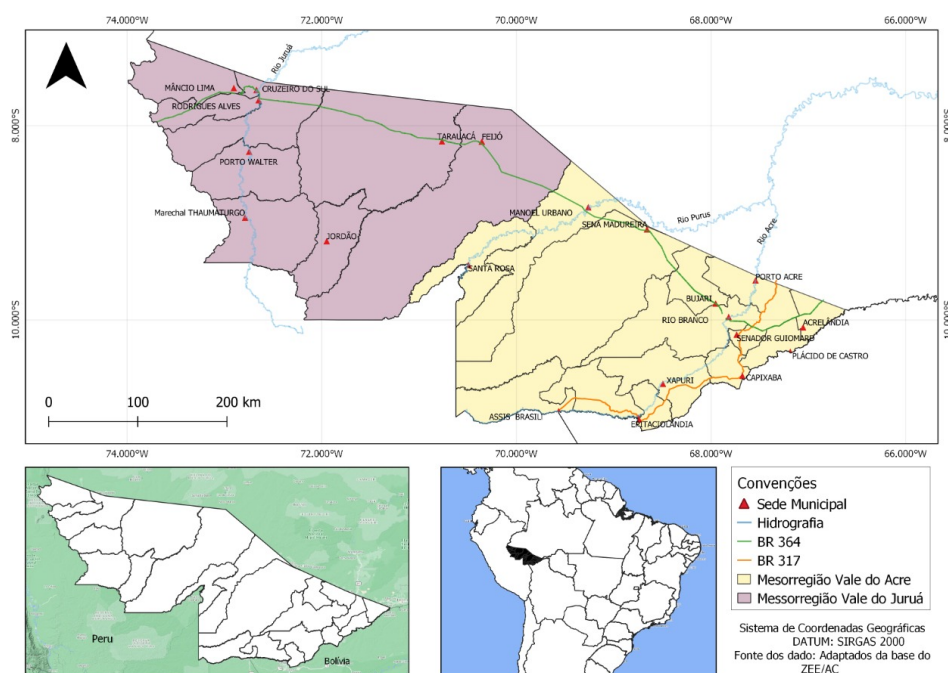 74.000°W 72.000°W 70.000°W 68.000°W 66.000°W
Rio Juruá
MÂNCIO LIMA
CRUZEIRO DO SUL
RODRIGUES ALVES
8.000°S
8.000°S
TARAUACÁ FEIJÓ
PORTO WALTER
Marechal THAUMATURGO
MANOEL URBANO
Rio Purus
SENA MADUREIRA
Rio Acre
JORDÃO
SANTA ROSA
PORTO ACRE
BUJARI
10.000°S
10.000°S
RIO BRANCO
ACRELÂNDIA
SENADOR GUIOMARD
PLÁCIDO DE CASTRO
XAPURI
CAPIXABA
0 100 200 km
ASSIS BRASIL
EPITACIOLÂNDIA
74.000°W 72.000°W 70.000°W 68.000°W 66.000°W
Peru
Bolívia
Convenções
Sede Municipal
Hidrografia
BR 364
BR 317
Mesorregião Vale do Acre
Messorregião Vale do Juruá
Sistema de Coordenadas Geográficas
DATUM: SIRGAS 2000
Fonte dos dado: Adaptados da base do
ZEE/AC